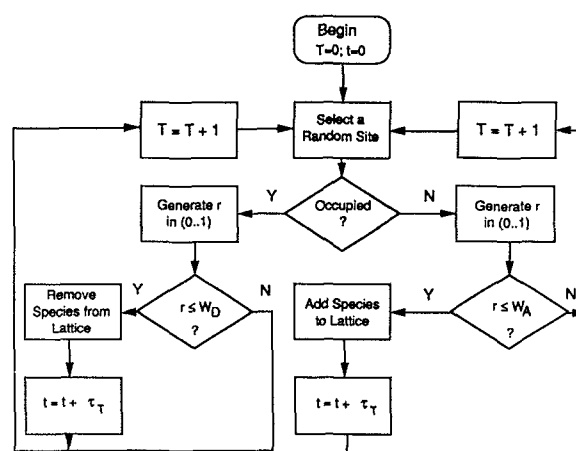 Begin
T=0; t=0
T = T + 1
Select a
Random Site
T = T + 1
Y
Occupied
?
N
Generate r
in (0..1)
Generate r
in (0..1)
Remove
Species from
Lattice
Y
r ≤ W_D
?
N
Add Species
to Lattice
Y
r ≤ W_A
?
N
t = t + τ_T
t = t + τ_T